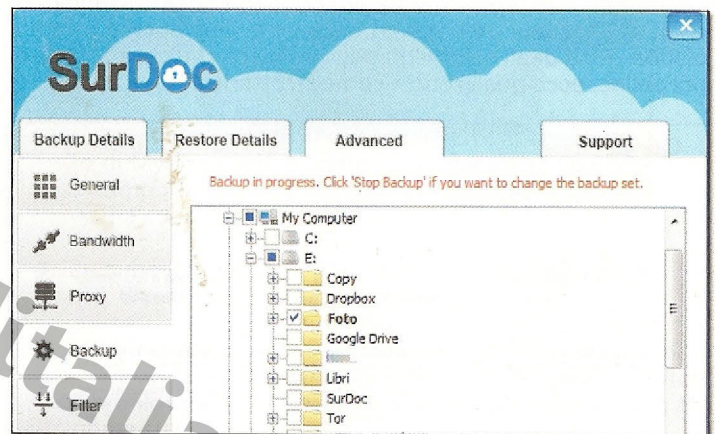 SurDoc
Backup Details
Restore Details
Advanced
Support
General
Bandwidth
Proxy
Backup
Filter
Backup in progress. Click 'Stop Backup' if you want to change the backup set.
My Computer
C:
E:
Copy
Dropbox
Foto
Google Drive
Libri
SurDoc
Tor